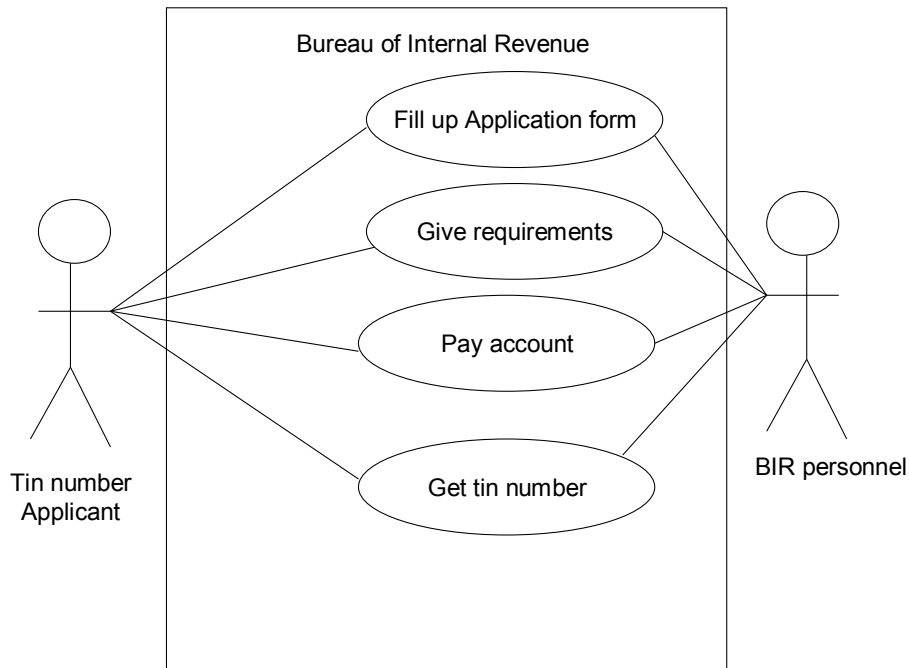 Bureau of Internal Revenue
Fill up Application form
Give requirements
Pay account
Get tin number
Tin number
Applicant
BIR personnel